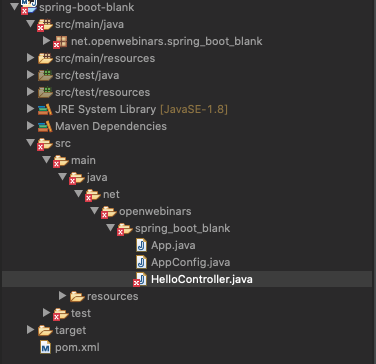 spring-boot-blank
src/main/java
net.openwebinars.spring_boot_blank
src/main/resources
src/test/java
src/test/resources
JRE System Library [JavaSE-1.8]
Maven Dependencies
src
main
java
net
openwebinars
spring_boot_blank
App.java
AppConfig.java
HelloController.java
resources
test
target
pom.xml